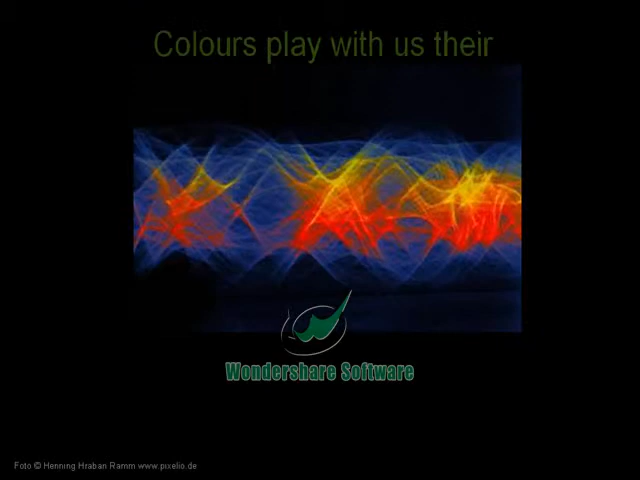 Colours play with us their
Wondershare Software
Foto © Henning Hraban Ramm www.pixelio.de